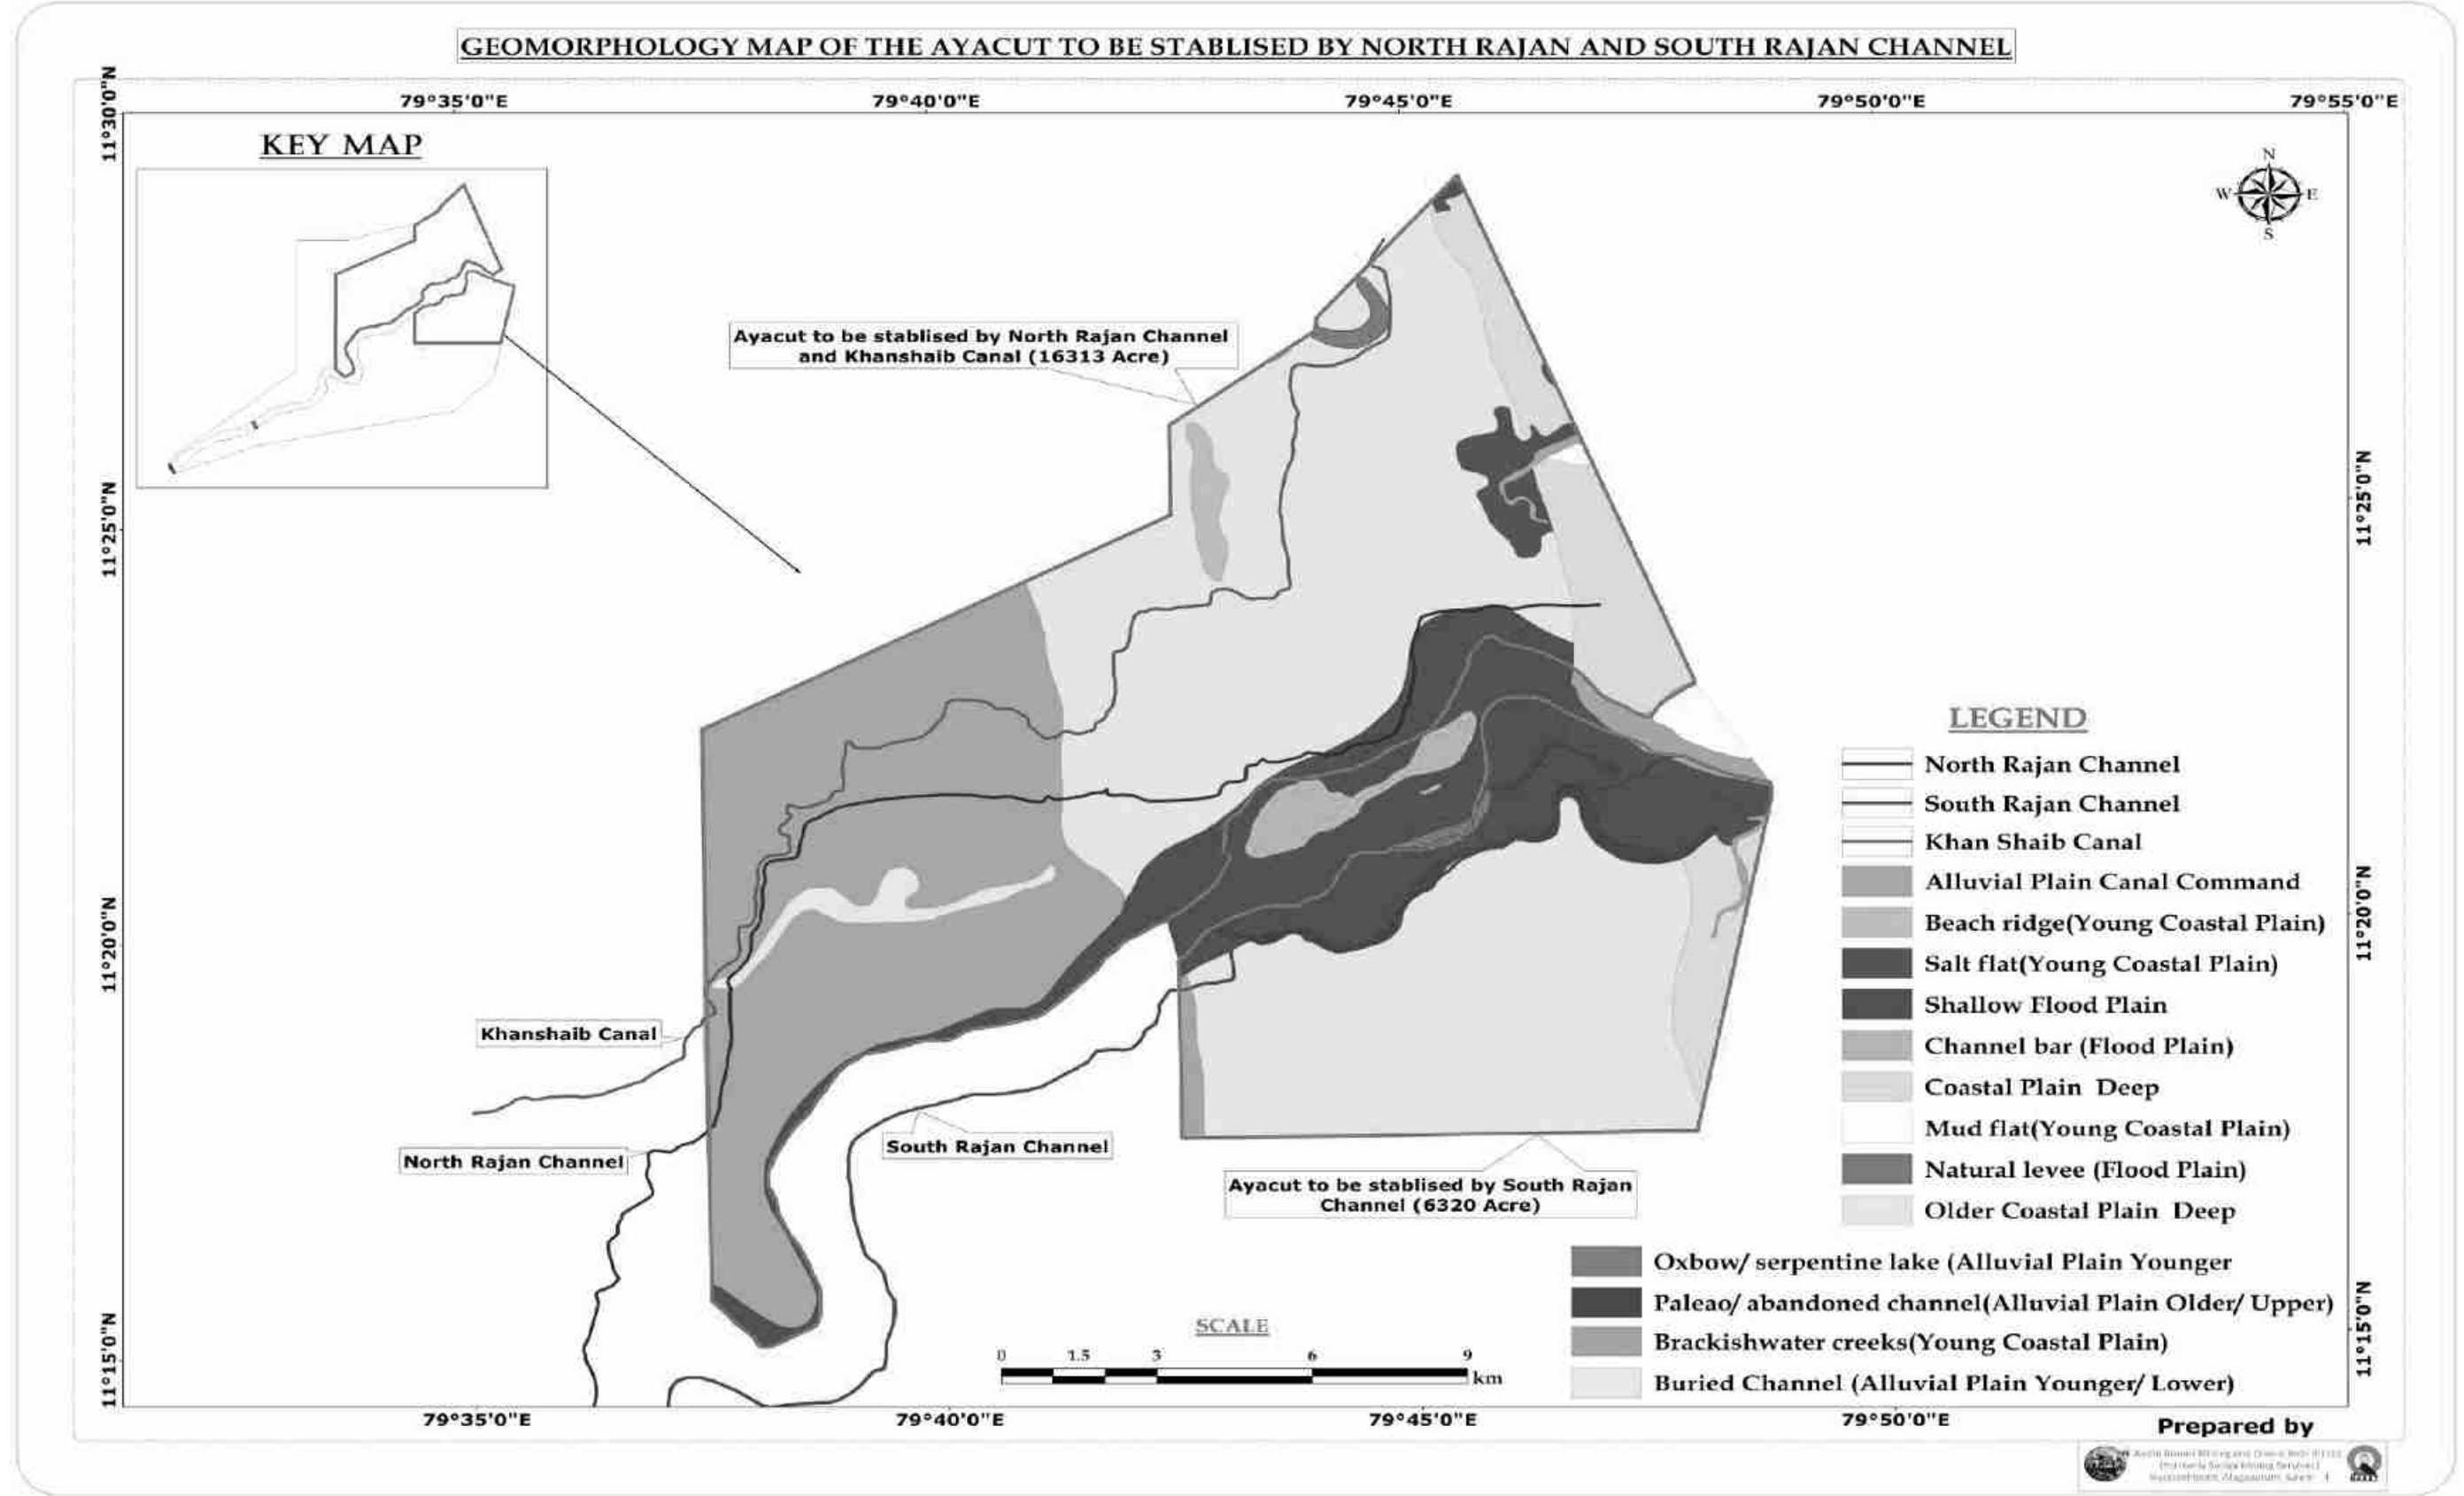 GEOMORPHOLOGY MAP OF THE AYACUT TO BE STABLISED BY NORTH RAJAN AND SOUTH RAJAN CHANNEL
79°35'0"E
79°40'0"E
79°45'0"E
79°50'0"E
79°55'0"E
11°30'0"N
KEY MAP
N
W
E
S
Ayacut to be stablised by North Rajan Channel
and Khanshaib Canal (16313 Acre)
11°25'0"N
11°25'0"N
LEGEND
North Rajan Channel
South Rajan Channel
Khan Shaib Canal
Alluvial Plain Canal Command
Beach ridge(Young Coastal Plain)
Salt flat(Young Coastal Plain)
Shallow Flood Plain
Channel bar (Flood Plain)
Coastal Plain Deep
Mud flat(Young Coastal Plain)
Natural levee (Flood Plain)
Older Coastal Plain Deep
Oxbow/ serpentine lake (Alluvial Plain Younger
Paleao/ abandoned channel(Alluvial Plain Older/ Upper)
Brackishwater creeks(Young Coastal Plain)
Buried Channel (Alluvial Plain Younger/ Lower)
11°20'0"N
11°20'0"N
Khanshaib Canal
North Rajan Channel
South Rajan Channel
Ayacut to be stablised by South Rajan
Channel (6320 Acre)
11°15'0"N
11°15'0"N
SCALE
0 1.5 3 6 9
km
79°35'0"E
79°40'0"E
79°45'0"E
79°50'0"E
Prepared by